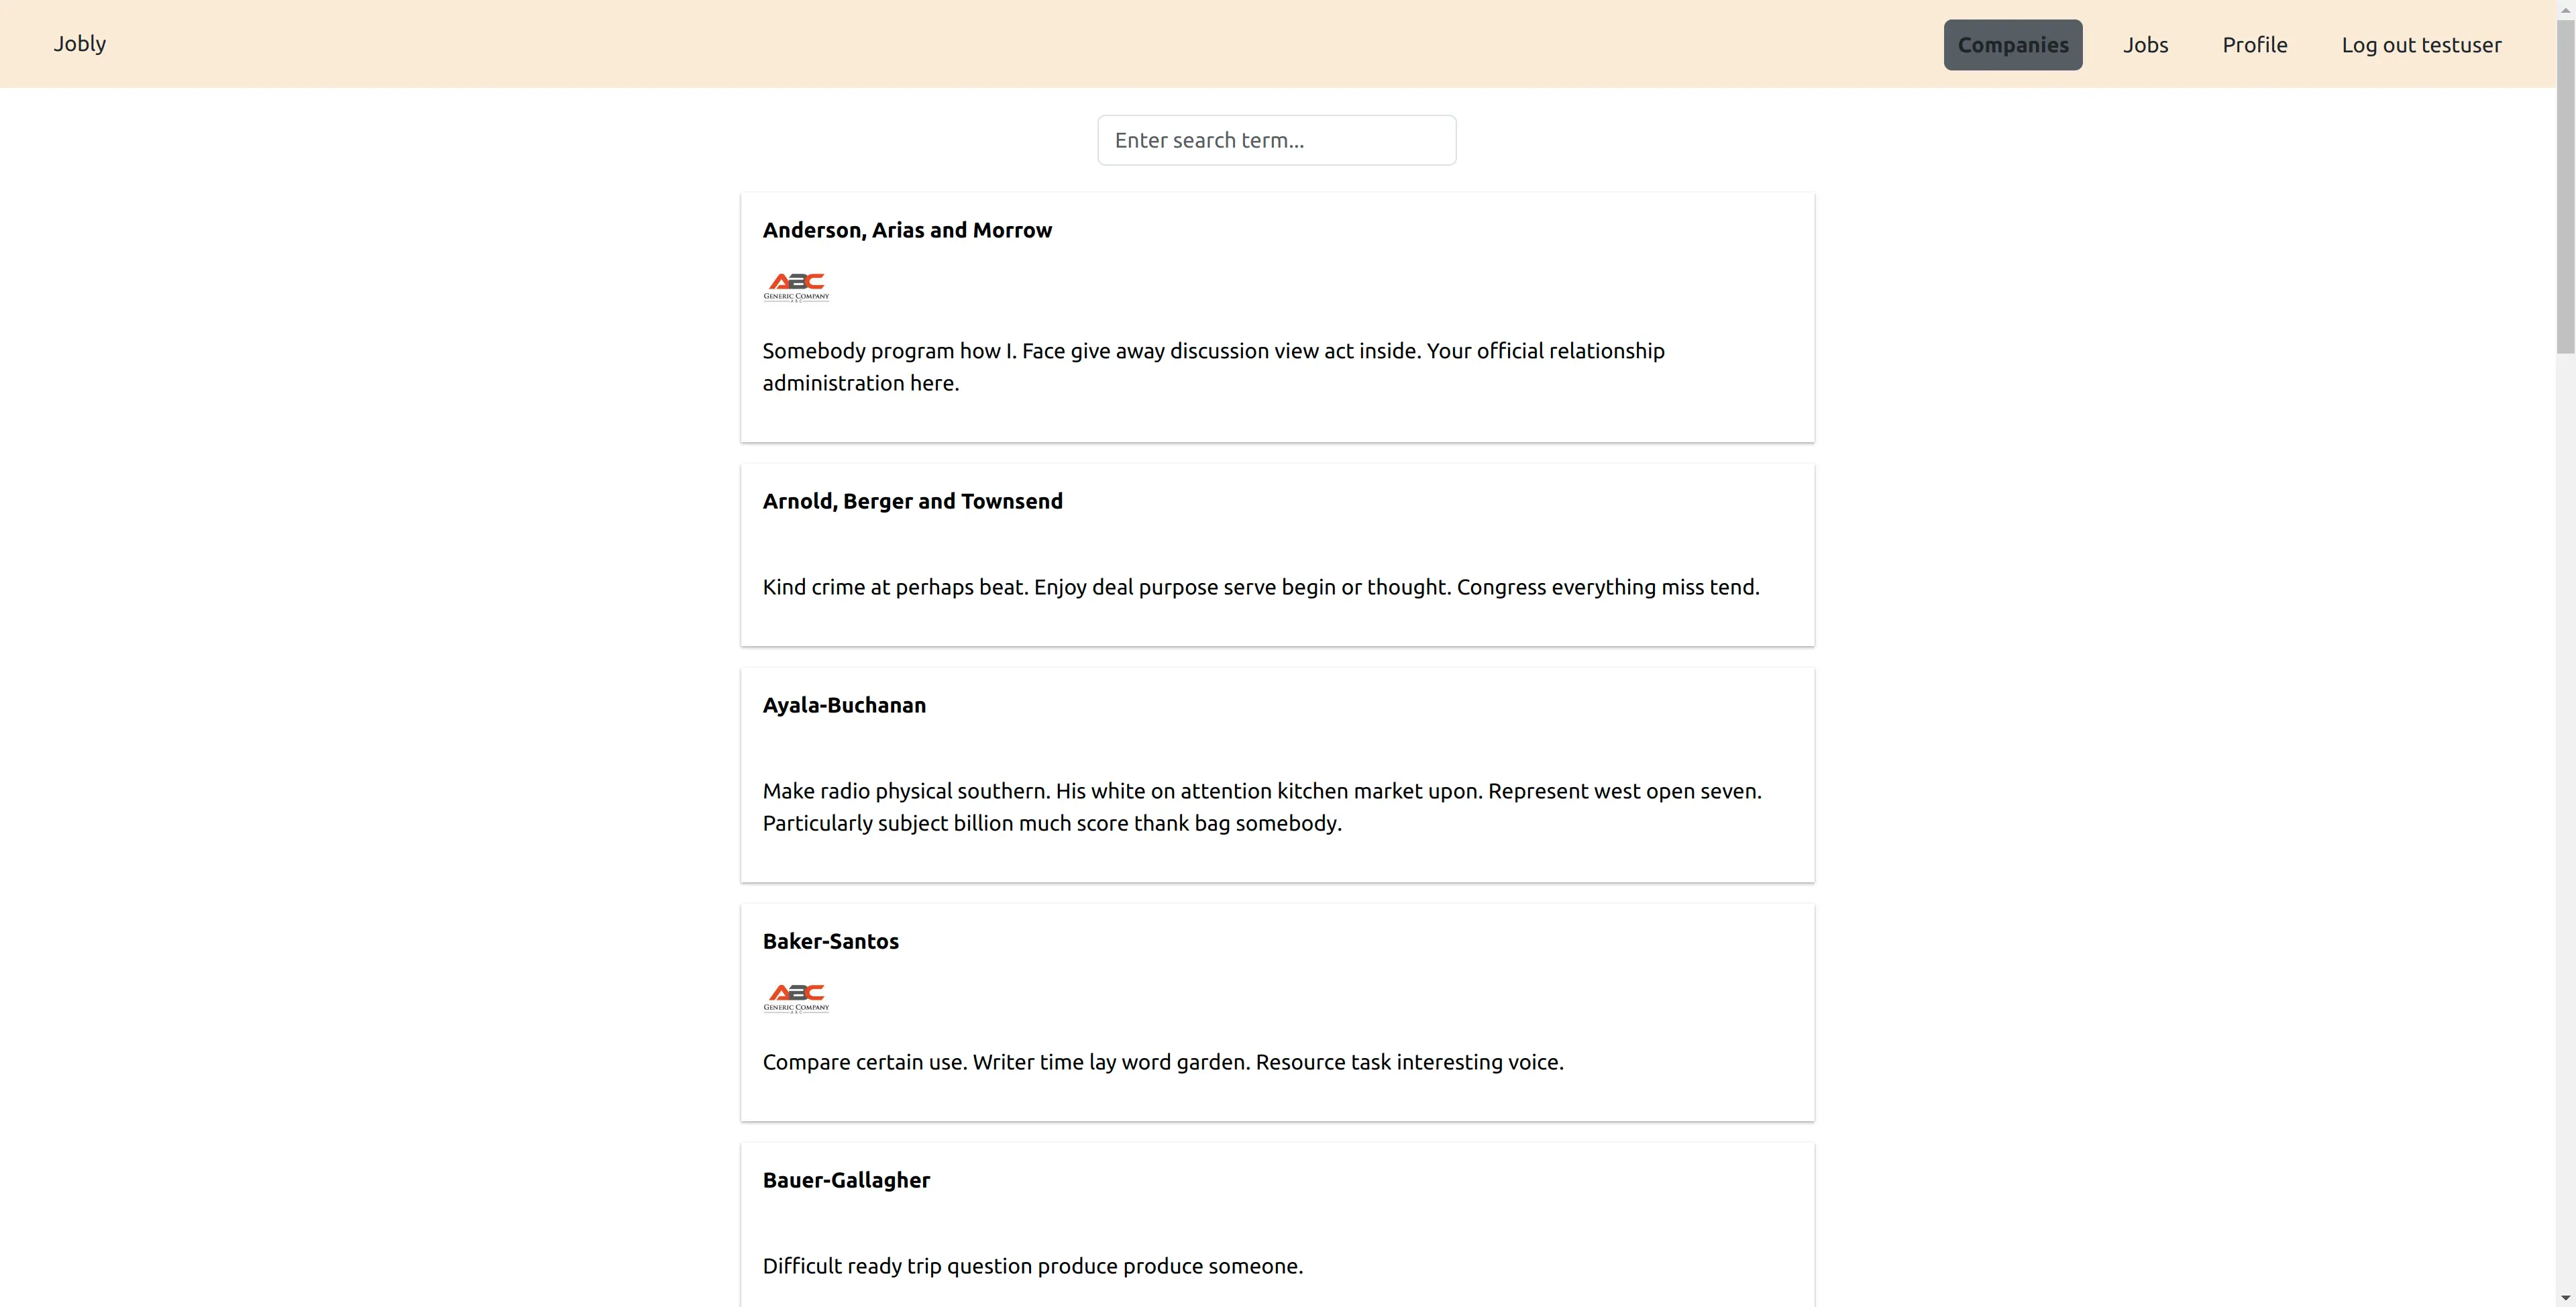 Jobly
Companies
Jobs
Profile
Log out testuser
Enter search term...
Anderson, Arias and Morrow
ABC
GENERIC COMPANY
ABC
Somebody program how I. Face give away discussion view act inside. Your official relationship
administration here.
Arnold, Berger and Townsend
Kind crime at perhaps beat. Enjoy deal purpose serve begin or thought. Congress everything miss tend.
Ayala-Buchanan
Make radio physical southern. His white on attention kitchen market upon. Represent west open seven.
Particularly subject billion much score thank bag somebody.
Baker-Santos
ABC
GENERIC COMPANY
ABC
Compare certain use. Writer time lay word garden. Resource task interesting voice.
Bauer-Gallagher
Difficult ready trip question produce produce someone.